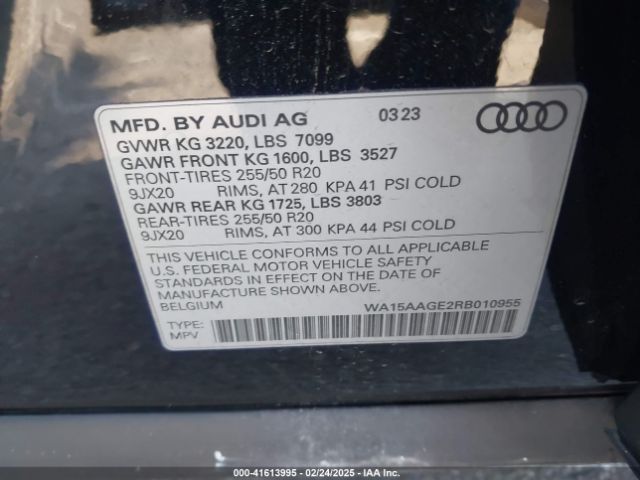 MFD. BY AUDI AG 03 23
GVWR KG 3220, LBS 7099
GAWR FRONT KG 1600, LBS 3527
FRONT-TIRES 255/50 R20
9JX20 RIMS, AT 280 KPA 41 PSI COLD
GAWR REAR KG 1725, LBS 3803
REAR-TIRES 255/50 R20
9JX20 RIMS, AT 300 KPA 44 PSI COLD
THIS VEHICLE CONFORMS TO ALL APPLICABLE
U.S. FEDERAL MOTOR VEHICLE SAFETY
STANDARDS IN EFFECT ON THE DATE OF
MANUFACTURE SHOWN ABOVE.
BELGIUM WA15AAGE2RB010955
TYPE:
MPV
000-41613995 - 02/24/2025 - IAA Inc.